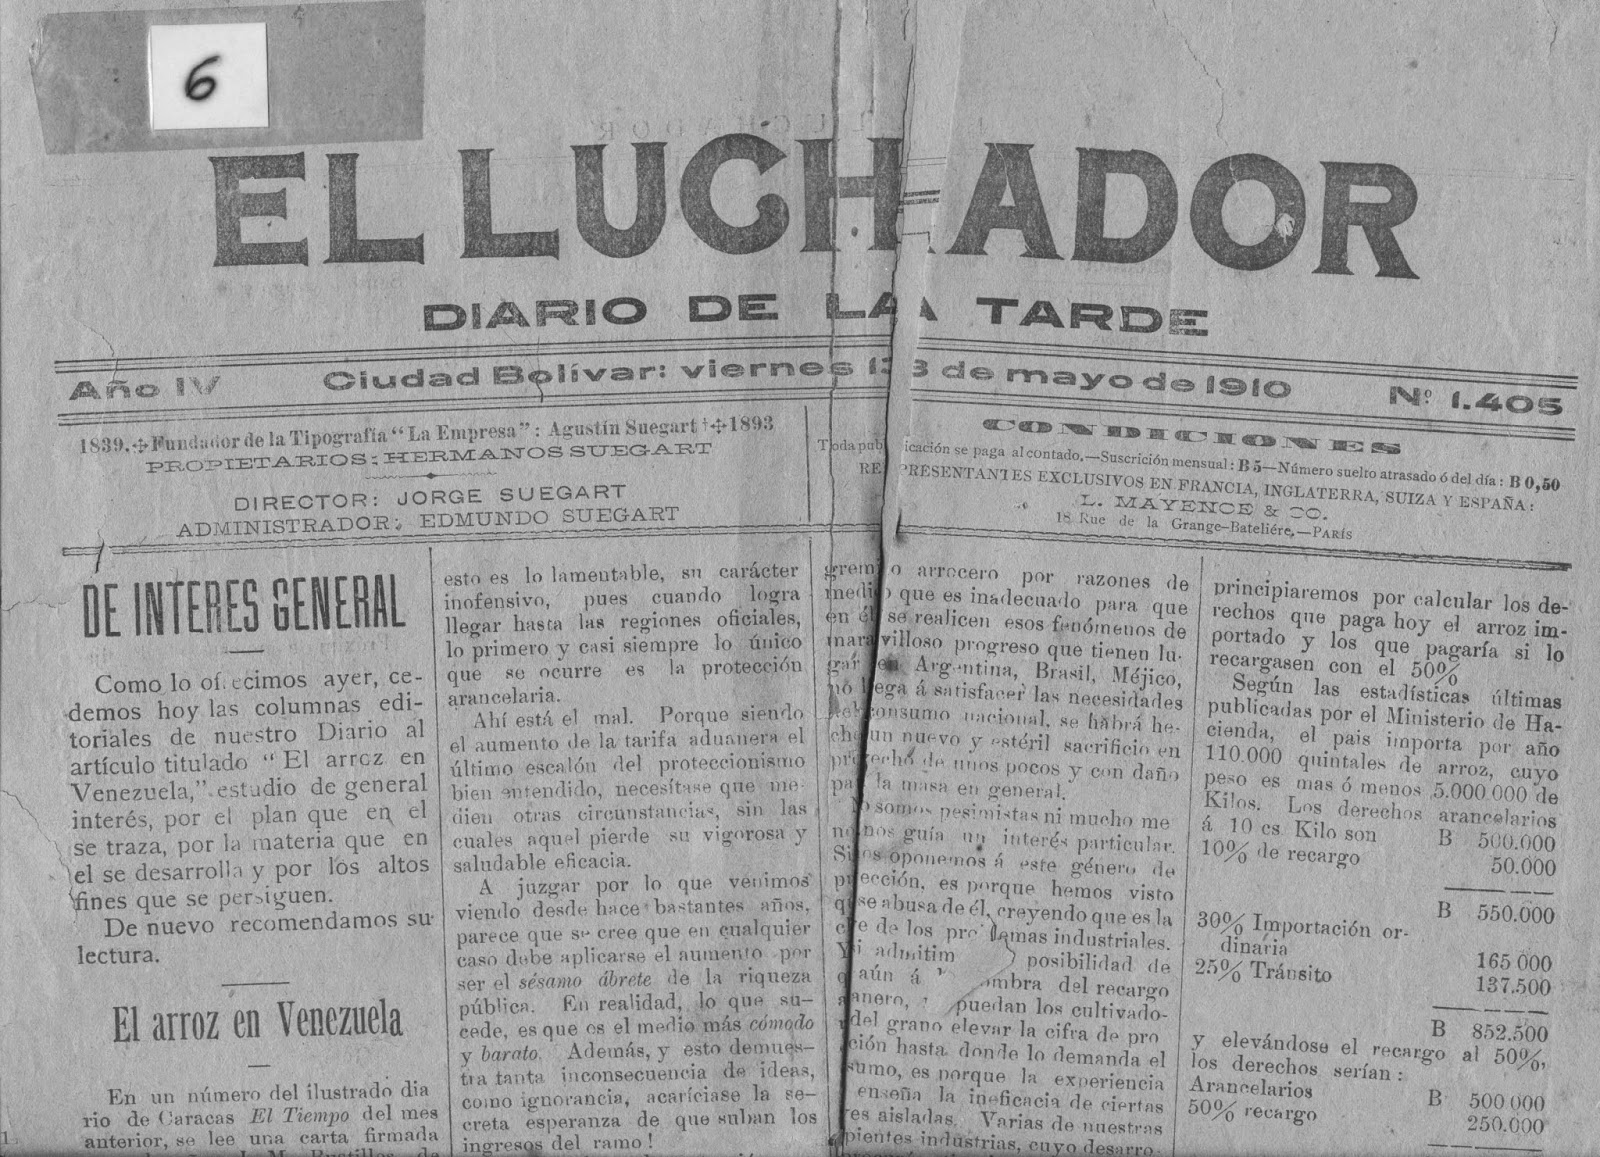 6
EL LUCHADOR
DIARIO DE LA TARDE
Año IV
Ciudad Bolívar: viernes 13 de mayo de 1910
Nº 1.405
1839.✣Fundador de la Tipografía "La Empresa": Agustín Suegart †✣1893
PROPIETARIOS: HERMANOS SUEGART
DIRECTOR: JORGE SUEGART
ADMINISTRADOR: EDMUNDO SUEGART
CONDICIONES
Toda publicación se paga al contado.—Suscrición mensual: B 5—Número suelto atrasado ó del día: B 0,50
REPRESENTANTES EXCLUSIVOS EN FRANCIA, INGLATERRA, SUIZA Y ESPAÑA:
L. MAYENCE & CO.
18 Rue de la Grange-Bateliére.—PARÍS
DE INTERES GENERAL
Como lo ofrecimos ayer, ce-
demos hoy las columnas edi-
toriales de nuestro Diario al
artículo titulado "El arroz en
Venezuela," estudio de general
interés, por el plan que en el
se traza, por la materia que en
el se desarrolla y por los altos
fines que se persiguen.
De nuevo recomendamos su
lectura.
El arroz en Venezuela
En un número del ilustrado dia
rio de Caracas El Tiempo del mes
anterior, se lee una carta firmada
esto es lo lamentable, su carácter
inofensivo, pues cuando logra
llegar hasta las regiones oficiales,
lo primero y casi siempre lo único
que se ocurre es la protección
arancelaria.
Ahí está el mal. Porque siendo
el aumento de la tarifa aduanera el
último escalón del proteccionismo
bien entendido, necesítase que me-
dien otras circunstancias, sin las
cuales aquel pierde su vigorosa y
saludable eficacia.
A juzgar por lo que venimos
viendo desde hace bastantes años,
parece que se cree que en cualquier
caso debe aplicarse el aumento por
ser el sésamo ábrete de la riqueza
pública. En realidad, lo que su-
cede, es que es el medio más cómodo
y barato. Además, y esto demues-
tra tanta inconsecuencia de ideas,
como ignorancia, acaríciase la se-
creta esperanza de que suban los
ingresos del ramo!
gremio arrocero por razones de
medio que es inadecuado para que
en él se realicen esos fenómenos de
maravilloso progreso que tienen lu-
gar en Argentina, Brasil, Méjico,
no llega á satisfacer las necesidades
del consumo nacional, se habrá he-
cho un nuevo y estéril sacrificio en
provecho de unos pocos y con daño
para la masa en general.
No somos pesimistas ni mucho me
nos nos guía un interés particular.
Si nos oponemos á este género de
protección, es porque hemos visto
que se abusa de él, creyendo que es la
de los problemas industriales.
admitim posibilidad de
aún á ombra del recargo
puedan los cultivado-
del grano elevar la cifra de pro
hasta donde lo demanda el
sumo, es porque la experiencia
enseña la ineficacia de ciertas
aisladas. Varias de nuestras
industrias, cuyo desarro
principiaremos por calcular los de-
rechos que paga hoy el arroz im-
portado y los que pagaría si lo
recargasen con el 50%
Según las estadísticas últimas
publicadas por el Ministerio de Ha-
cienda, el pais importa por año
110.000 quintales de arroz, cuyo
peso es mas ó menos 5.000.000 de
Kilos. Los derechos arancelarios
á 10 cs. Kilo son B 500.000
10% de recargo 50.000
B 550.000
30% Importación or-
dinaria 165 000
25% Tránsito 137.500
B 852.500
y elevándose el recargo al 50%,
los derechos serían:
Arancelarios B 500 000
50% recargo 250.000